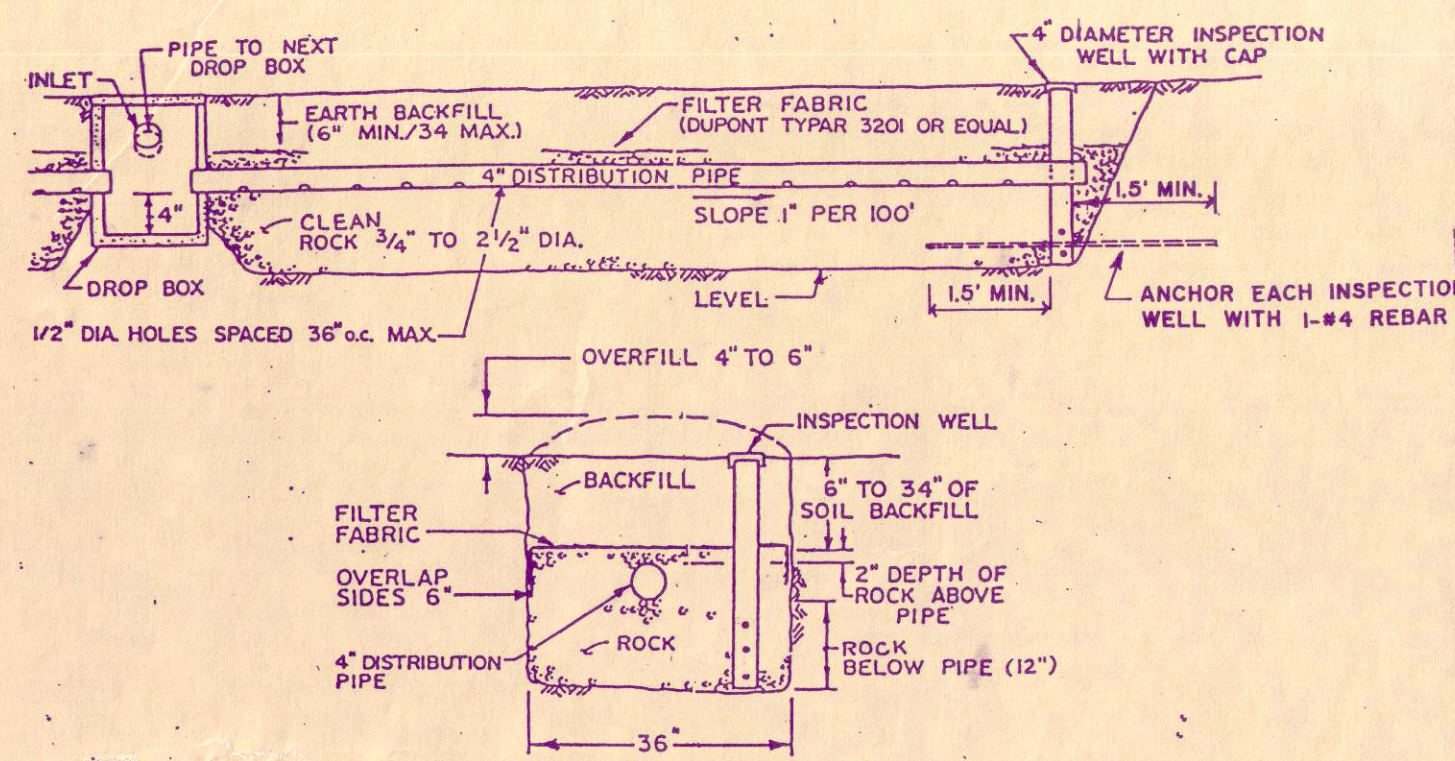 PIPE TO NEXT
DROP BOX
INLET
EARTH BACKFILL
(6" MIN./34 MAX.)
FILTER FABRIC
(DUPONT TYPAR 3201 OR EQUAL)
4" DIAMETER INSPECTION
WELL WITH CAP
4" DISTRIBUTION PIPE
SLOPE 1" PER 100'
1.5' MIN.
4"
CLEAN
ROCK 3/4" TO 2 1/2" DIA.
DROP BOX
LEVEL
1.5' MIN.
ANCHOR EACH INSPECTION
WELL WITH 1-#4 REBAR
1/2" DIA. HOLES SPACED 36" o.c. MAX.
OVERFILL 4" TO 6"
INSPECTION WELL
BACKFILL
6" TO 34" OF
SOIL BACKFILL
FILTER
FABRIC
OVERLAP
SIDES 6"
2" DEPTH OF
ROCK ABOVE
PIPE
ROCK
4" DISTRIBUTION
PIPE
ROCK
BELOW PIPE (12")
36"